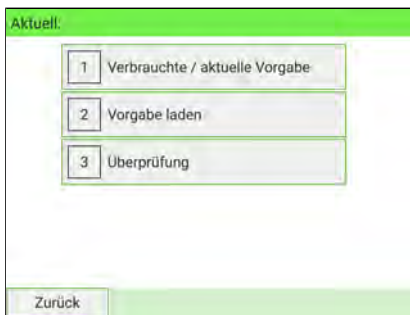 Aktuell:
1 Verbrauchte / aktuelle Vorgabe
2 Vorgabe laden
3 Überprüfung
Zurück